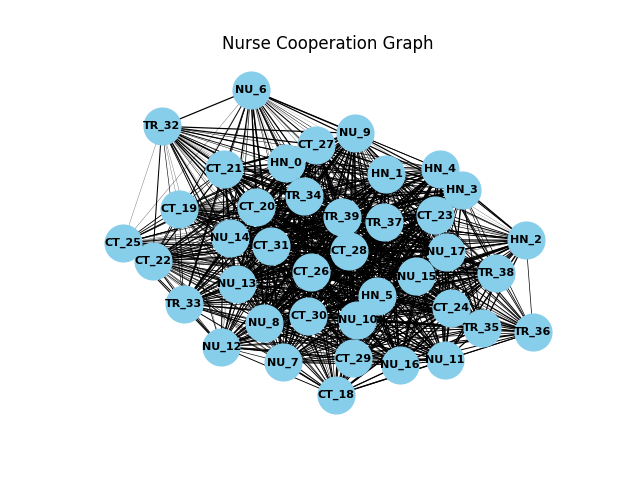 Nurse Cooperation Graph
NU_6
TR_32
NU_9
CT_27
HN_0
CT_21
HN_4
HN_1
HN_3
TR_34
CT_20
CT_19
TR_39
CT_23
TR_37
NU_14
HN_2
CT_25
CT_31
CT_28
NU_17
CT_22
CT_26
TR_38
NU_15
NU_13
HN_5
TR_33
CT_24
CT_30
NU_10
NU_8
TR_35
TR_36
NU_12
CT_29
NU_11
NU_7
NU_16
CT_18